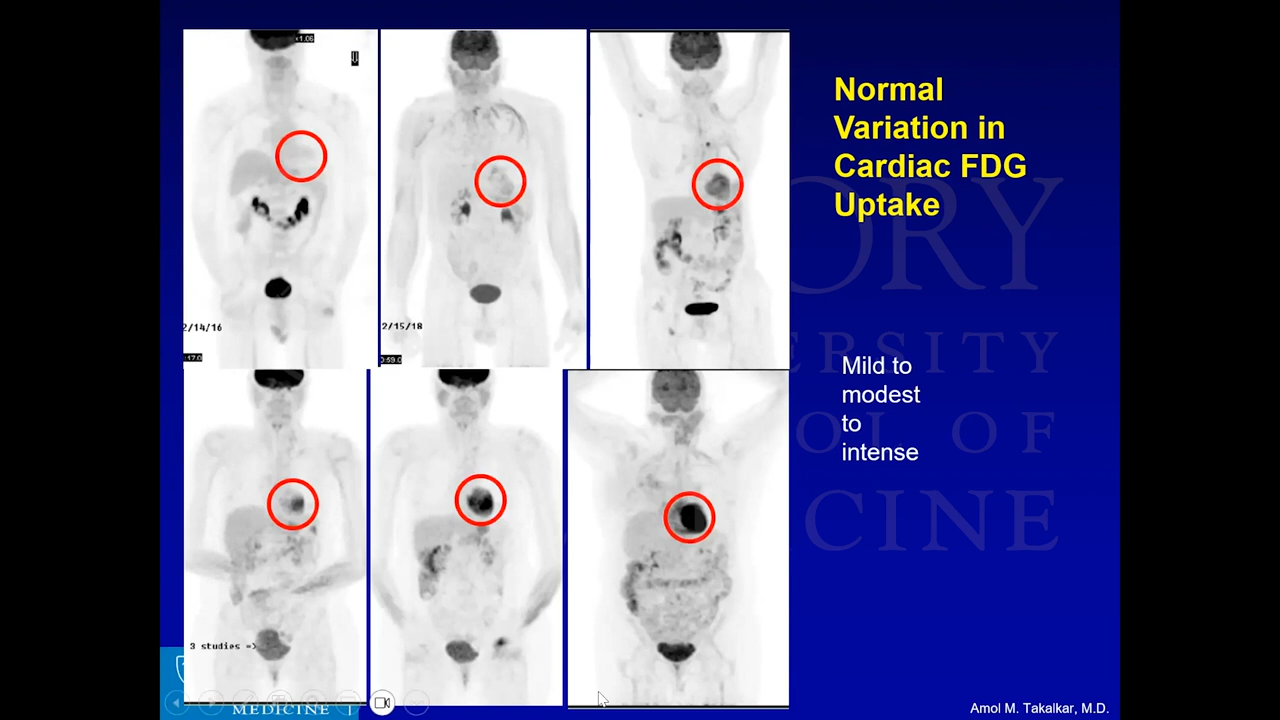 Normal
Variation in
Cardiac FDG
Uptake
Mild to
modest
to
intense
2/14/16
2/15/18
3 studies =>
MEDICINE
Amol M. Takalkar, M.D.